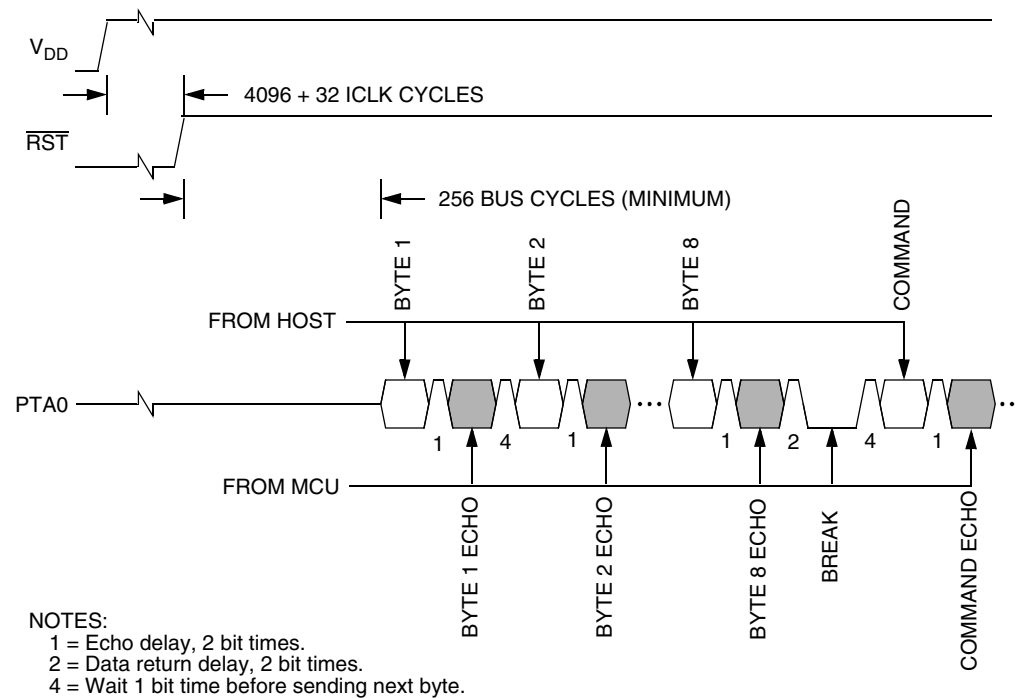 VDD
4096 + 32 ICLK CYCLES
RST
256 BUS CYCLES (MINIMUM)
BYTE 1
BYTE 2
BYTE 8
COMMAND
FROM HOST
PTA0
1
4
1
1
2
4
1
FROM MCU
BYTE 1 ECHO
BYTE 2 ECHO
BYTE 8 ECHO
BREAK
COMMAND ECHO
NOTES:
1 = Echo delay, 2 bit times.
2 = Data return delay, 2 bit times.
4 = Wait 1 bit time before sending next byte.